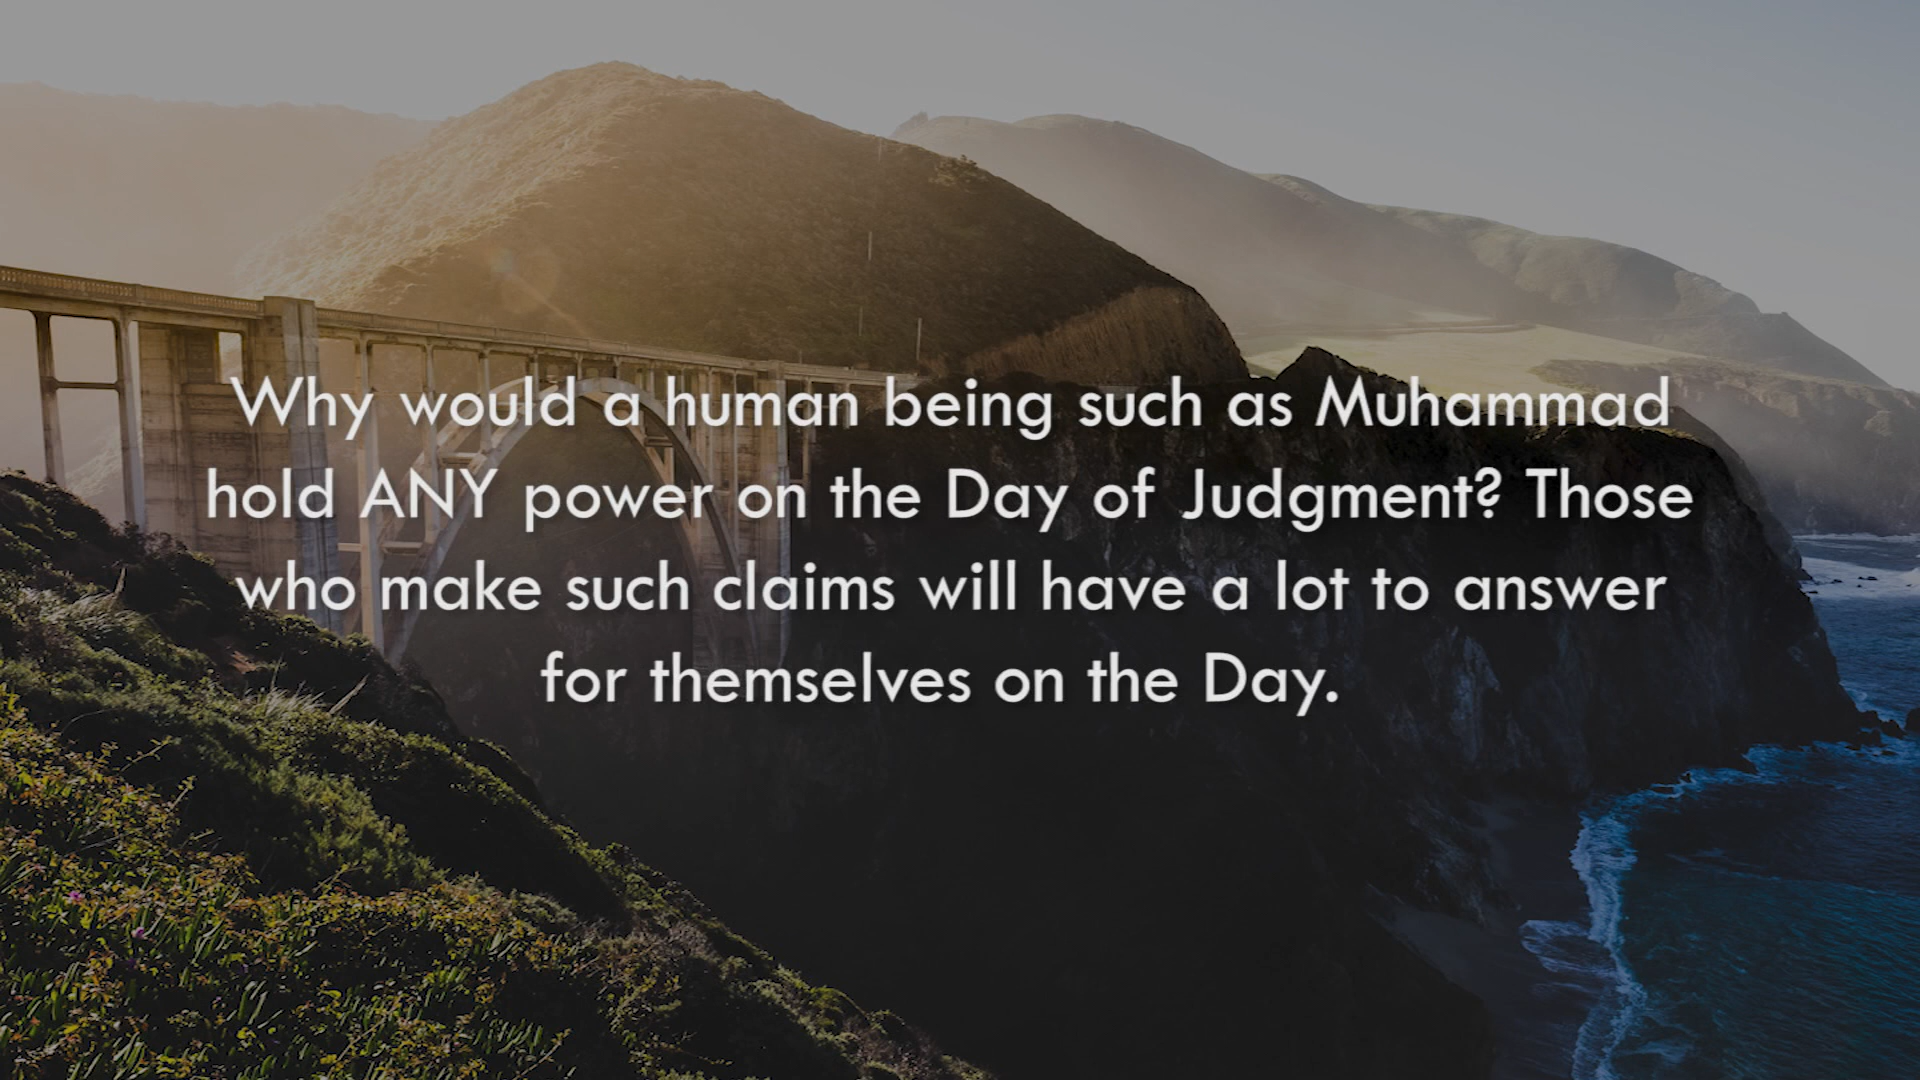 Why would a human being such as Muhammad
hold ANY power on the Day of Judgment? Those
who make such claims will have a lot to answer
for themselves on the Day.